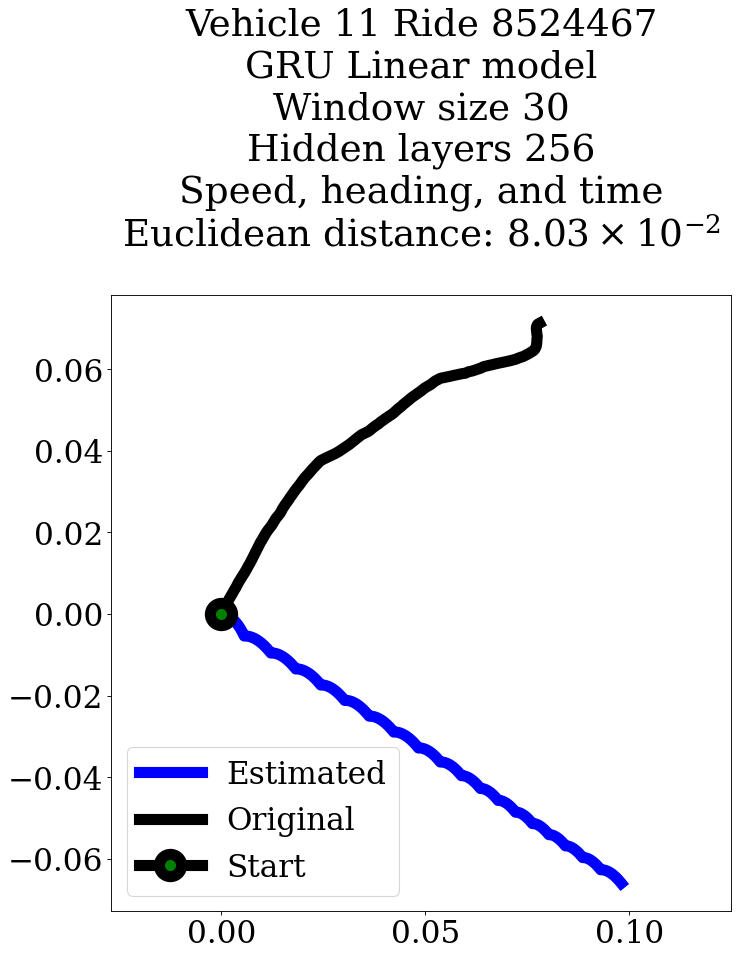 Vehicle 11 Ride 8524467
GRU Linear model
Window size 30
Hidden layers 256
Speed, heading, and time
Euclidean distance: 8.03 × 10⁻²
0.06
0.04
0.02
0.00
−0.02
−0.04
−0.06
Estimated
Original
Start
0.00 0.05 0.10